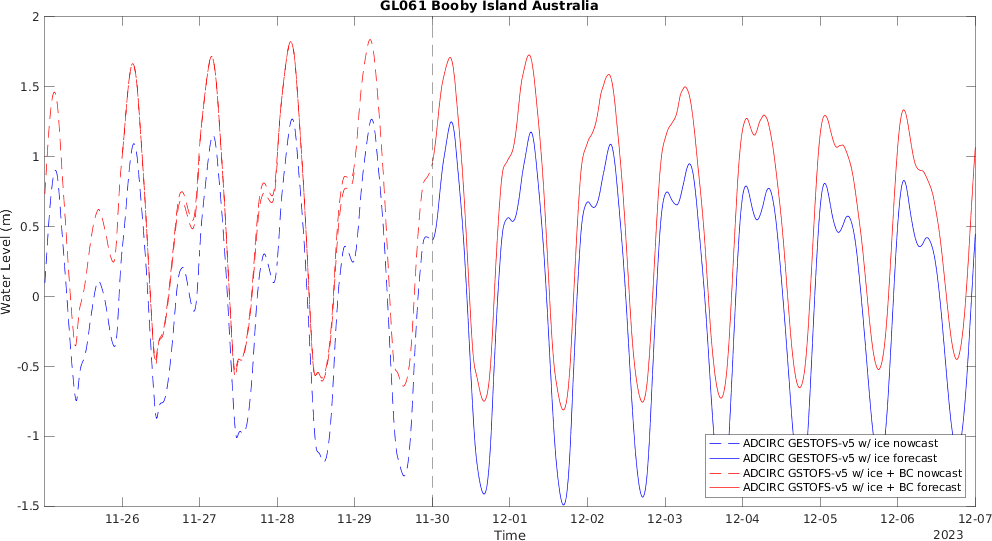 GL061 Booby Island Australia
Water Level (m)
2
1.5
1
0.5
0
-0.5
-1
-1.5
ADCIRC GESTOFS-v5 w/ ice nowcast
ADCIRC GESTOFS-v5 w/ ice forecast
ADCIRC GSTOFS-v5 w/ ice + BC nowcast
ADCIRC GSTOFS-v5 w/ ice + BC forecast
11-26 11-27 11-28 11-29 11-30 12-01 12-02 12-03 12-04 12-05 12-06 12-07
Time
2023